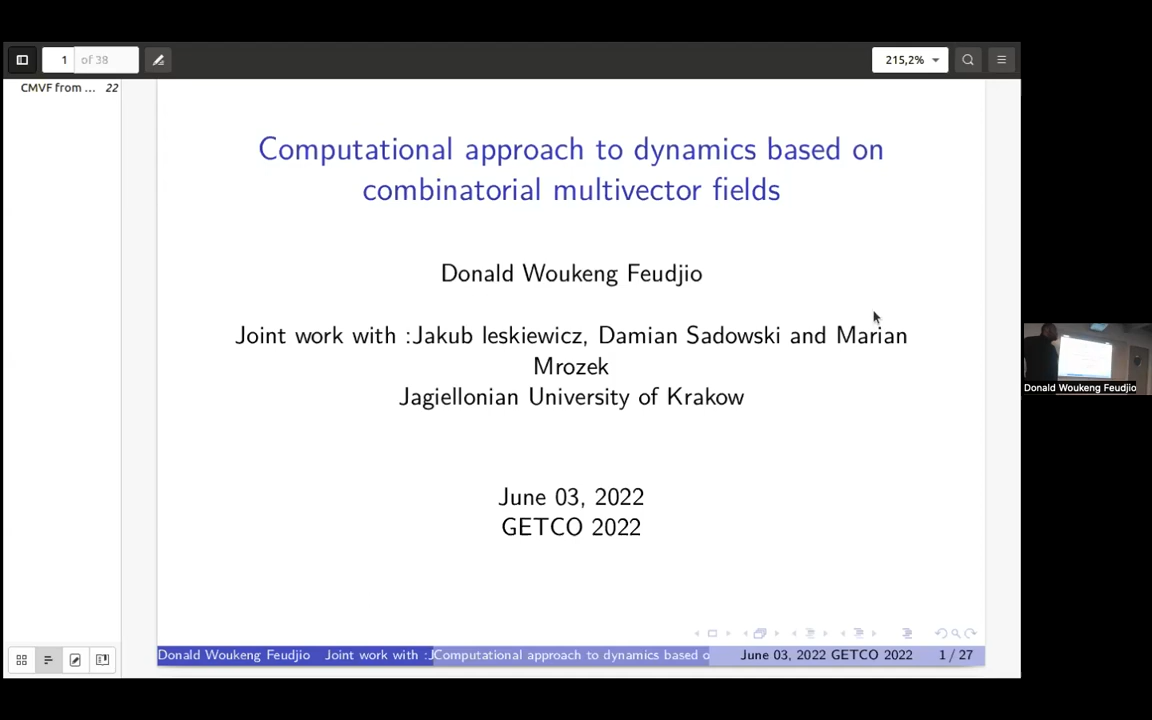 1 of 38
215,2%
CMVF from ... 22
Computational approach to dynamics based on
combinatorial multivector fields
Donald Woukeng Feudjio
Joint work with :Jakub leskiewicz, Damian Sadowski and Marian
Mrozek
Jagiellonian University of Krakow
June 03, 2022
GETCO 2022
Donald Woukeng Feudjio
Donald Woukeng Feudjio Joint work with :J Computational approach to dynamics based o June 03, 2022 GETCO 2022 1 / 27